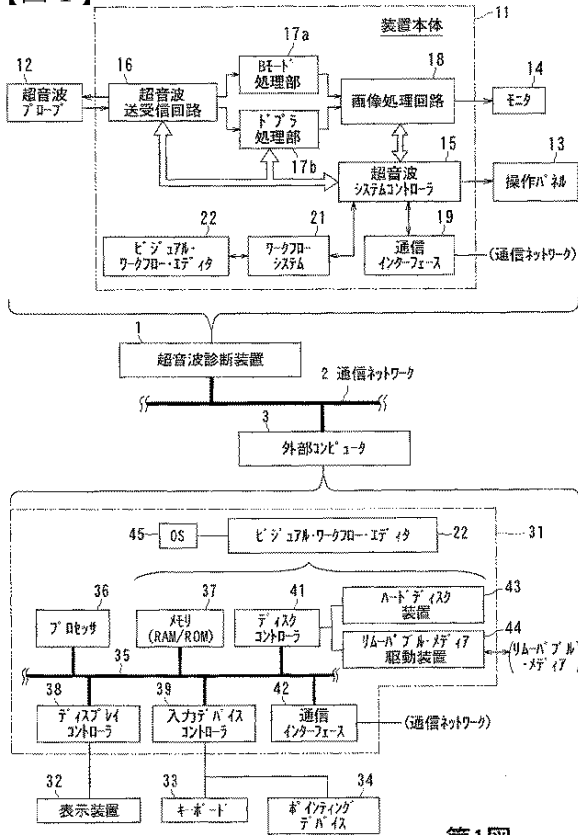 装置本体
11
12
超音波
プローブ
16
超音波
送受信回路
17a
Bモード
処理部
ドプラ
処理部
17b
18
画像処理回路
14
モニタ
15
超音波
システムコントローラ
13
操作パネル
22
ビジュアル・
ワークフロー・エディタ
21
ワークフロー
システム
19
通信
インターフェース
(通信ネットワーク)
1
超音波診断装置
2 通信ネットワーク
3
外部コンピュータ
45
OS
ビジュアル・ワークフロー・エディタ
22
31
36
プロセッサ
37
メモリ
(RAM/ROM)
41
ディスク
コントローラ
43
ハードディスク
装置
44
リムーバブル・メディア
駆動装置
(リムーバブル
・メディア)
35
38
ディスプレイ
コントローラ
39
入力デバイス
コントローラ
42
通信
インターフェース
(通信ネットワーク)
32
表示装置
33
キーボード
34
ポインティング
デバイス